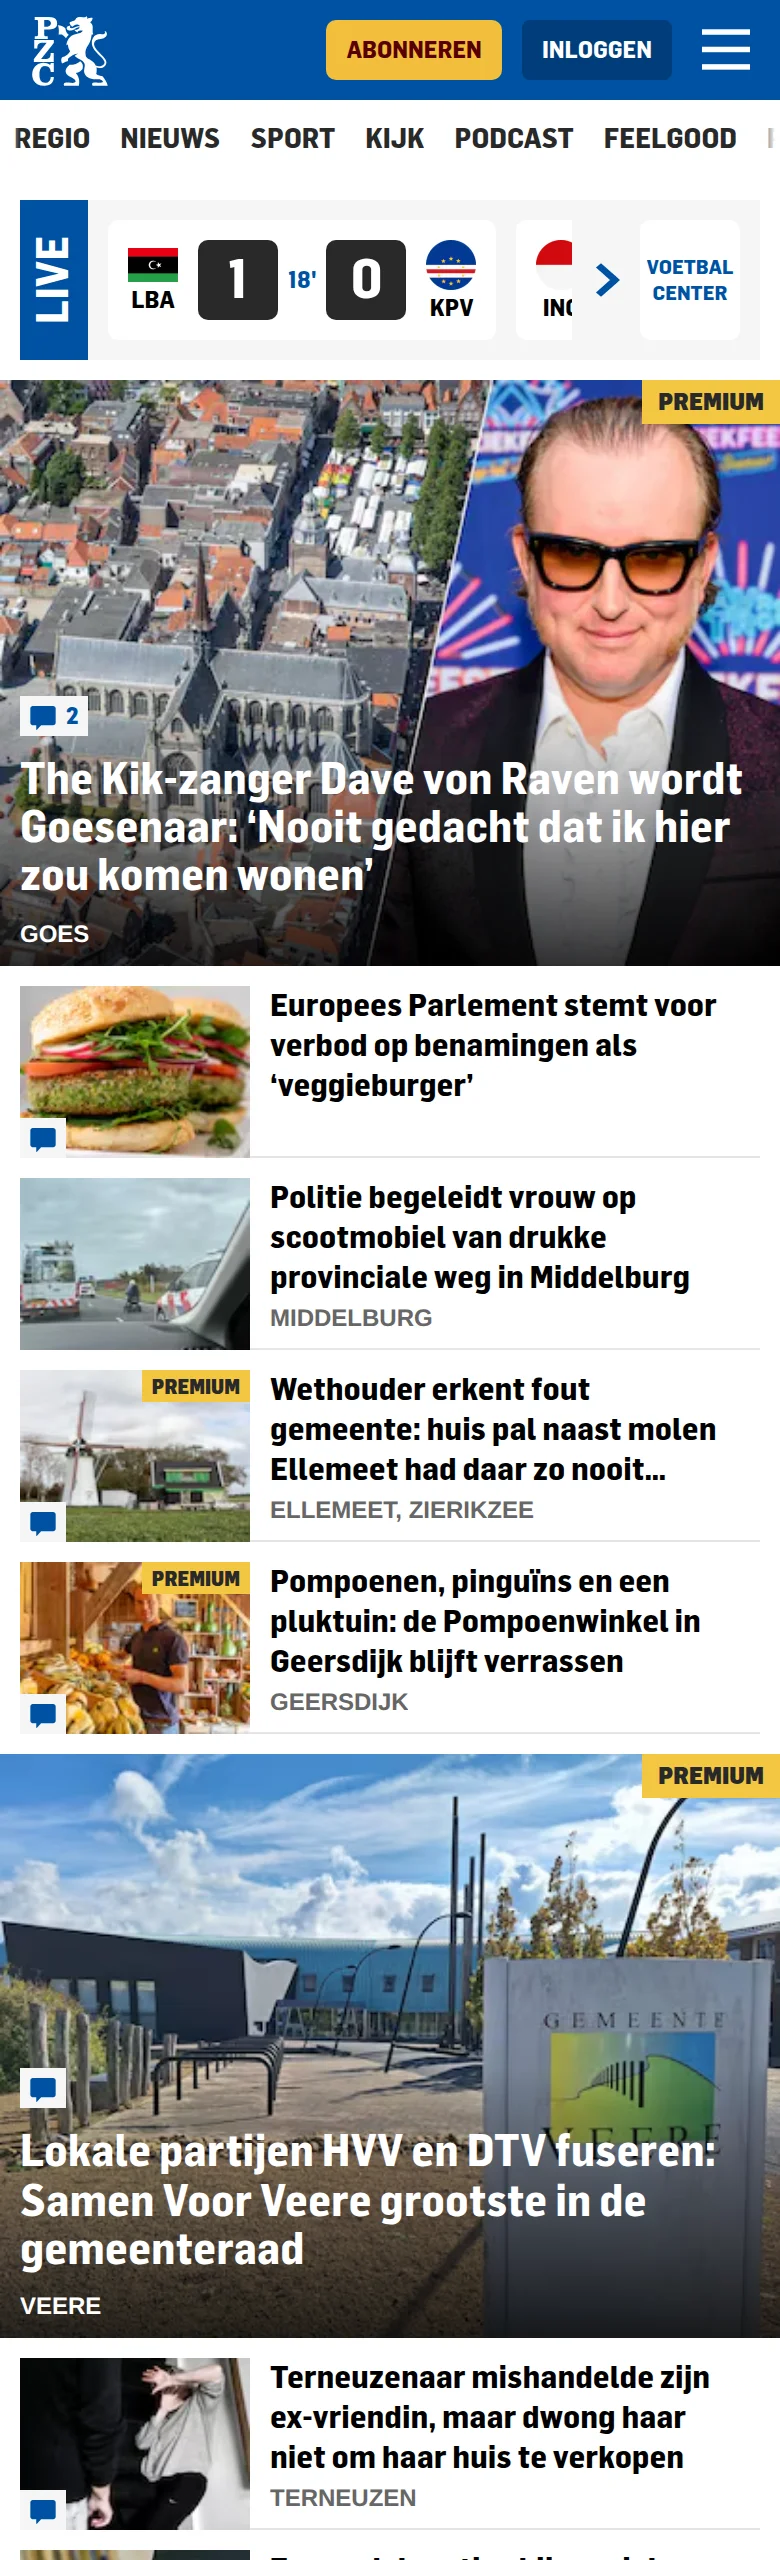 PZC
ABONNEREN
INLOGGEN
REGIO NIEUWS SPORT KIJK PODCAST FEELGOOD
LIVE
LBA
1
18'
0
KPV
VOETBAL
CENTER
PREMIUM
2
The Kik-zanger Dave von Raven wordt
Goesenaar: ‘Nooit gedacht dat ik hier
zou komen wonen’
GOES
Europees Parlement stemt voor
verbod op benamingen als
‘veggieburger’
Politie begeleidt vrouw op
scootmobiel van drukke
provinciale weg in Middelburg
MIDDELBURG
PREMIUM
Wethouder erkent fout
gemeente: huis pal naast molen
Ellemeet had daar zo nooit...
ELLEMEET, ZIERIKZEE
PREMIUM
Pompoenen, pinguïns en een
pluktuin: de Pompoenwinkel in
Geersdijk blijft verrassen
GEERSDIJK
PREMIUM
GEMEENTE
VEERE
Lokale partijen HVV en DTV fuseren:
Samen Voor Veere grootste in de
gemeenteraad
VEERE
Terneuzenaar mishandelde zijn
ex-vriendin, maar dwong haar
niet om haar huis te verkopen
TERNEUZEN